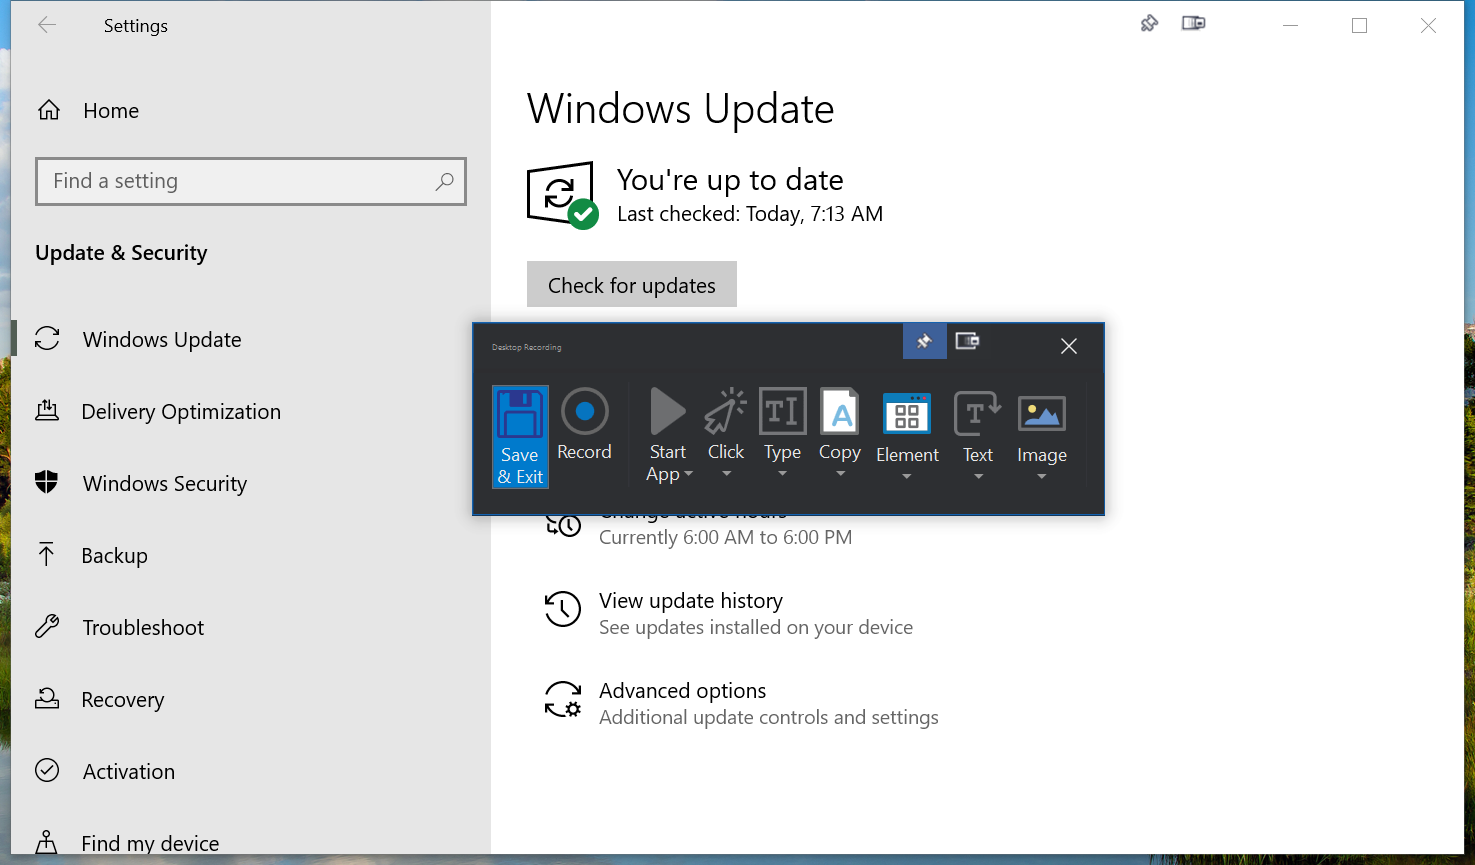 Settings
Home
Find a setting
Update & Security
Windows Update
Delivery Optimization
Windows Security
Backup
Troubleshoot
Recovery
Activation
Find my device
Windows Update
You're up to date
Last checked: Today, 7:13 AM
Check for updates
Desktop Recording
Save
& Exit
Record
Start
App
Click
Type
Copy
Element
Text
Image
Change active hours
Currently 6:00 AM to 6:00 PM
View update history
See updates installed on your device
Advanced options
Additional update controls and settings